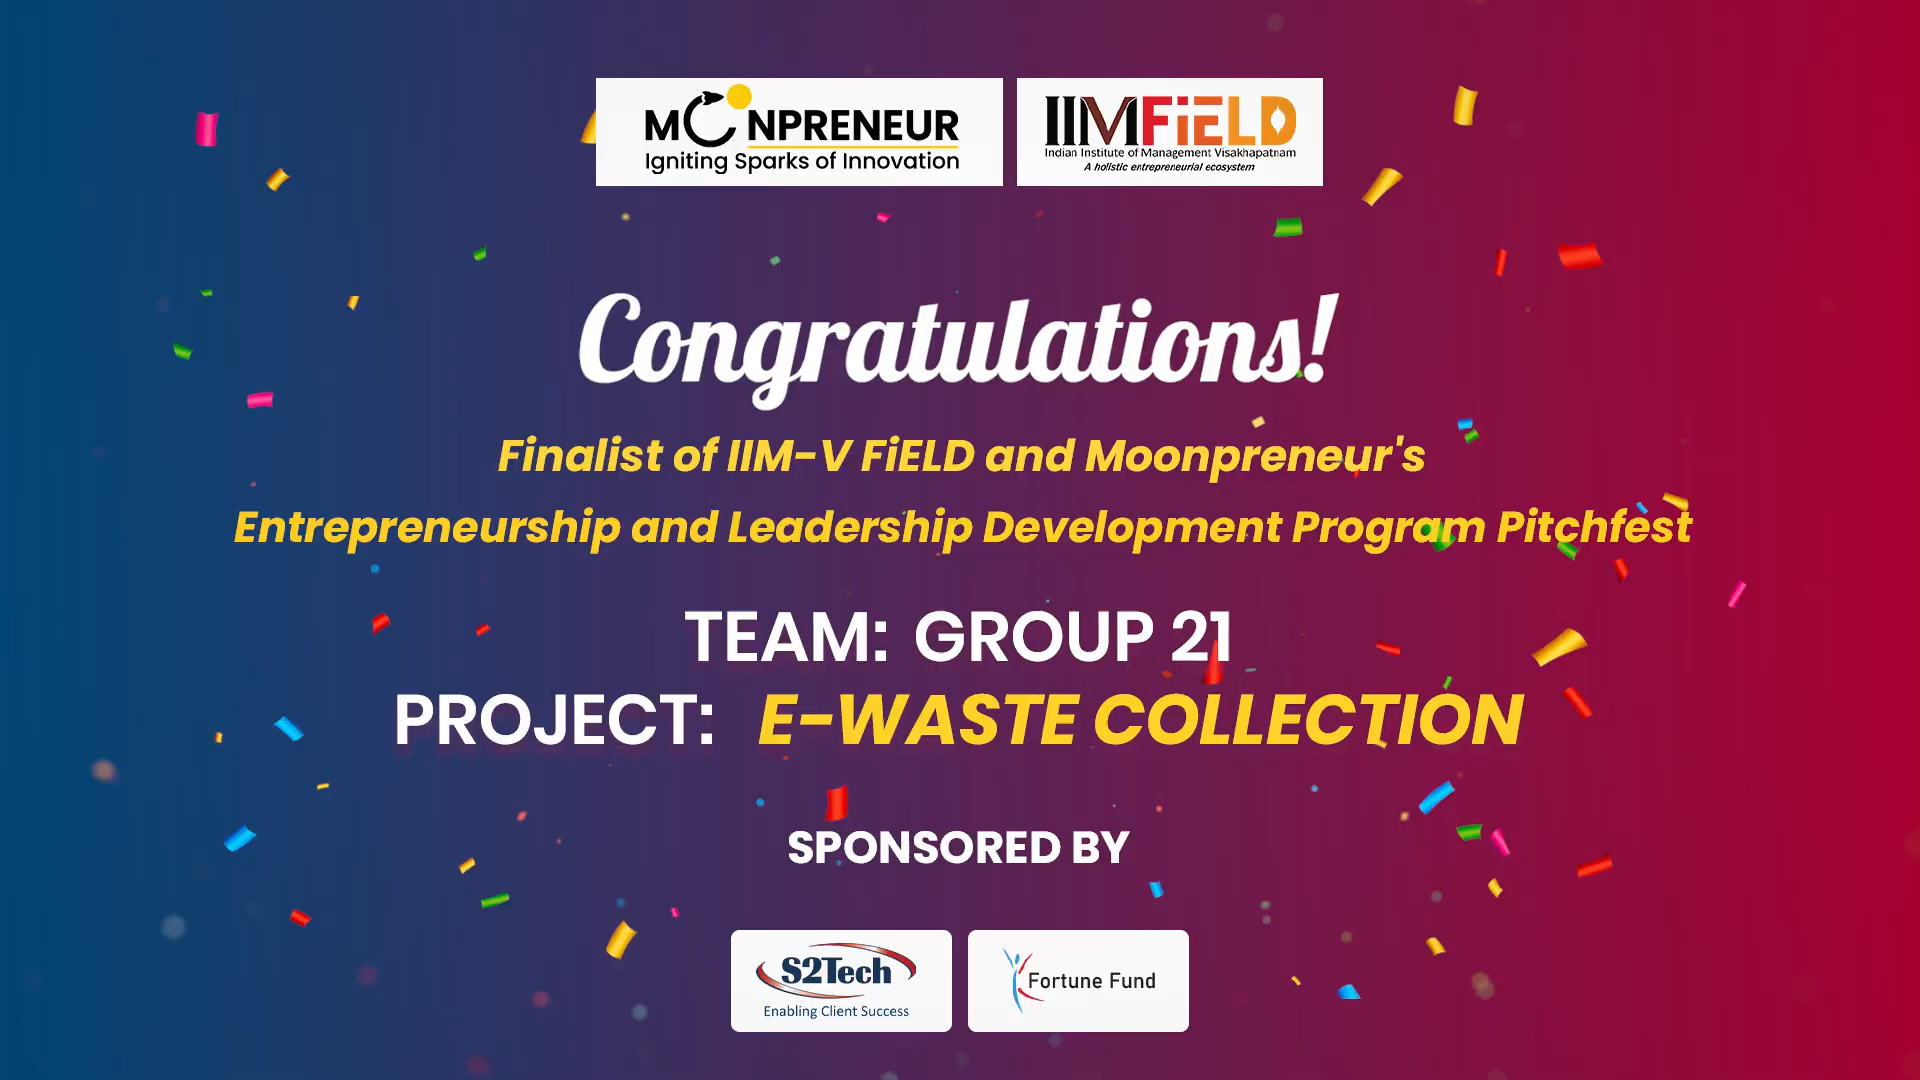 MOONPRENEUR
Igniting Sparks of Innovation
IIMFiELD
Indian Institute of Management Visakhapatnam
A holistic entrepreneurial ecosystem
Congratulations!
Finalist of IIM-V FiELD and Moonpreneur's
Entrepreneurship and Leadership Development Program Pitchfest
TEAM: GROUP 21
PROJECT: E-WASTE COLLECTION
SPONSORED BY
S2Tech
Enabling Client Success
Fortune Fund